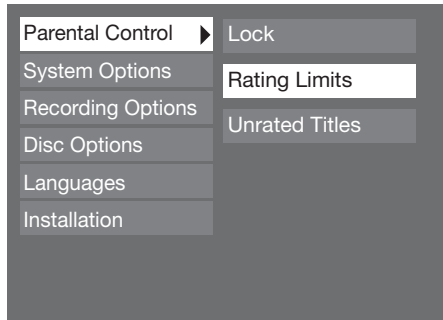 Parental Control
System Options
Recording Options
Disc Options
Languages
Installation
Lock
Rating Limits
Unrated Titles